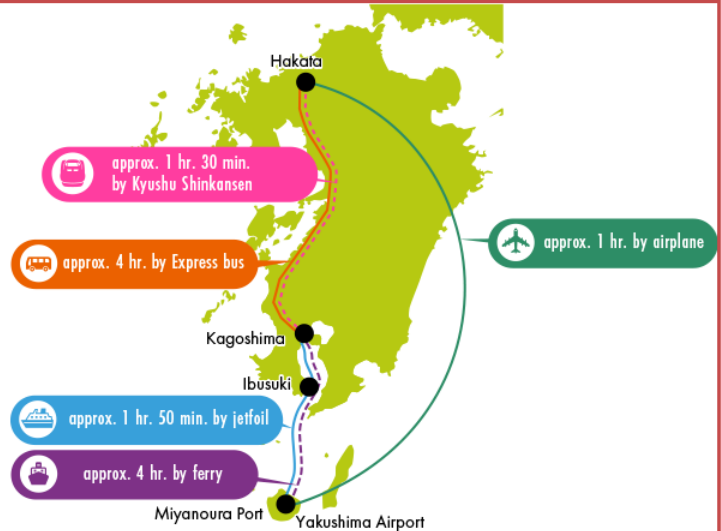 Hakata
approx. 1 hr. 30 min.
by Kyushu Shinkansen
approx. 1 hr. by airplane
approx. 4 hr. by Express bus
Kagoshima
Ibusuki
approx. 1 hr. 50 min. by jetfoil
approx. 4 hr. by ferry
Miyanoura Port
Yakushima Airport